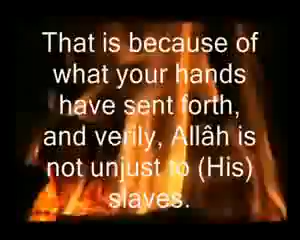 That is because of
what your hands
have sent forth,
and verily, Allâh is
not unjust to (His)
slaves.